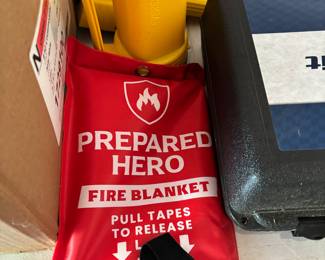 PREPARED
HERO
FIRE BLANKET
PULL TAPES
TO RELEASE